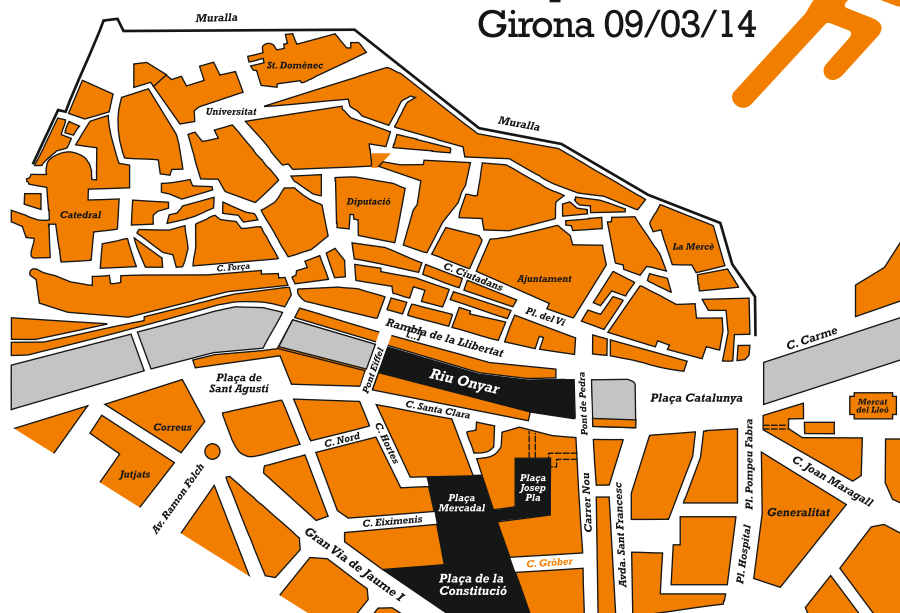 Girona 09/03/14
Muralla
St. Domènec
Universitat
Muralla
Catedral
Diputació
La Mercè
C. Força
C. Ciutadans
Ajuntament
Pl. del Vi
Rambla de la Llibertat
C. Carme
Pont Eiffel
Riu Onyar
Plaça de
Sant Agustí
Pont de Pedra
Plaça Catalunya
Mercat
del Lleó
C. Santa Clara
Correus
C. Nord
C. Hortes
Pl. Pompeu Fabra
Jutjats
Av. Ramon Folch
Plaça
Mercadal
Plaça
Josep
Pla
Carrer Nou
Avda. Sant Francesc
C. Joan Maragall
Generalitat
C. Eiximenis
Gran Via de Jaume I
C. Gròber
Pl. Hospital
Plaça de la
Constitució